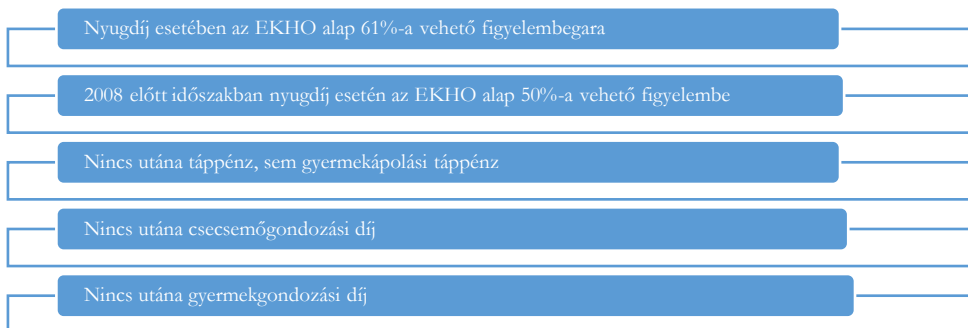 Nyugdíj esetében az EKHO alap 61%-a vehető figyelembegara
2008 előtt időszakban nyugdíj esetén az EKHO alap 50%-a vehető figyelembe
Nincs utána táppénz, sem gyermekápolási táppénz
Nincs utána csecsemőgondozási díj
Nincs utána gyermekgondozási díj